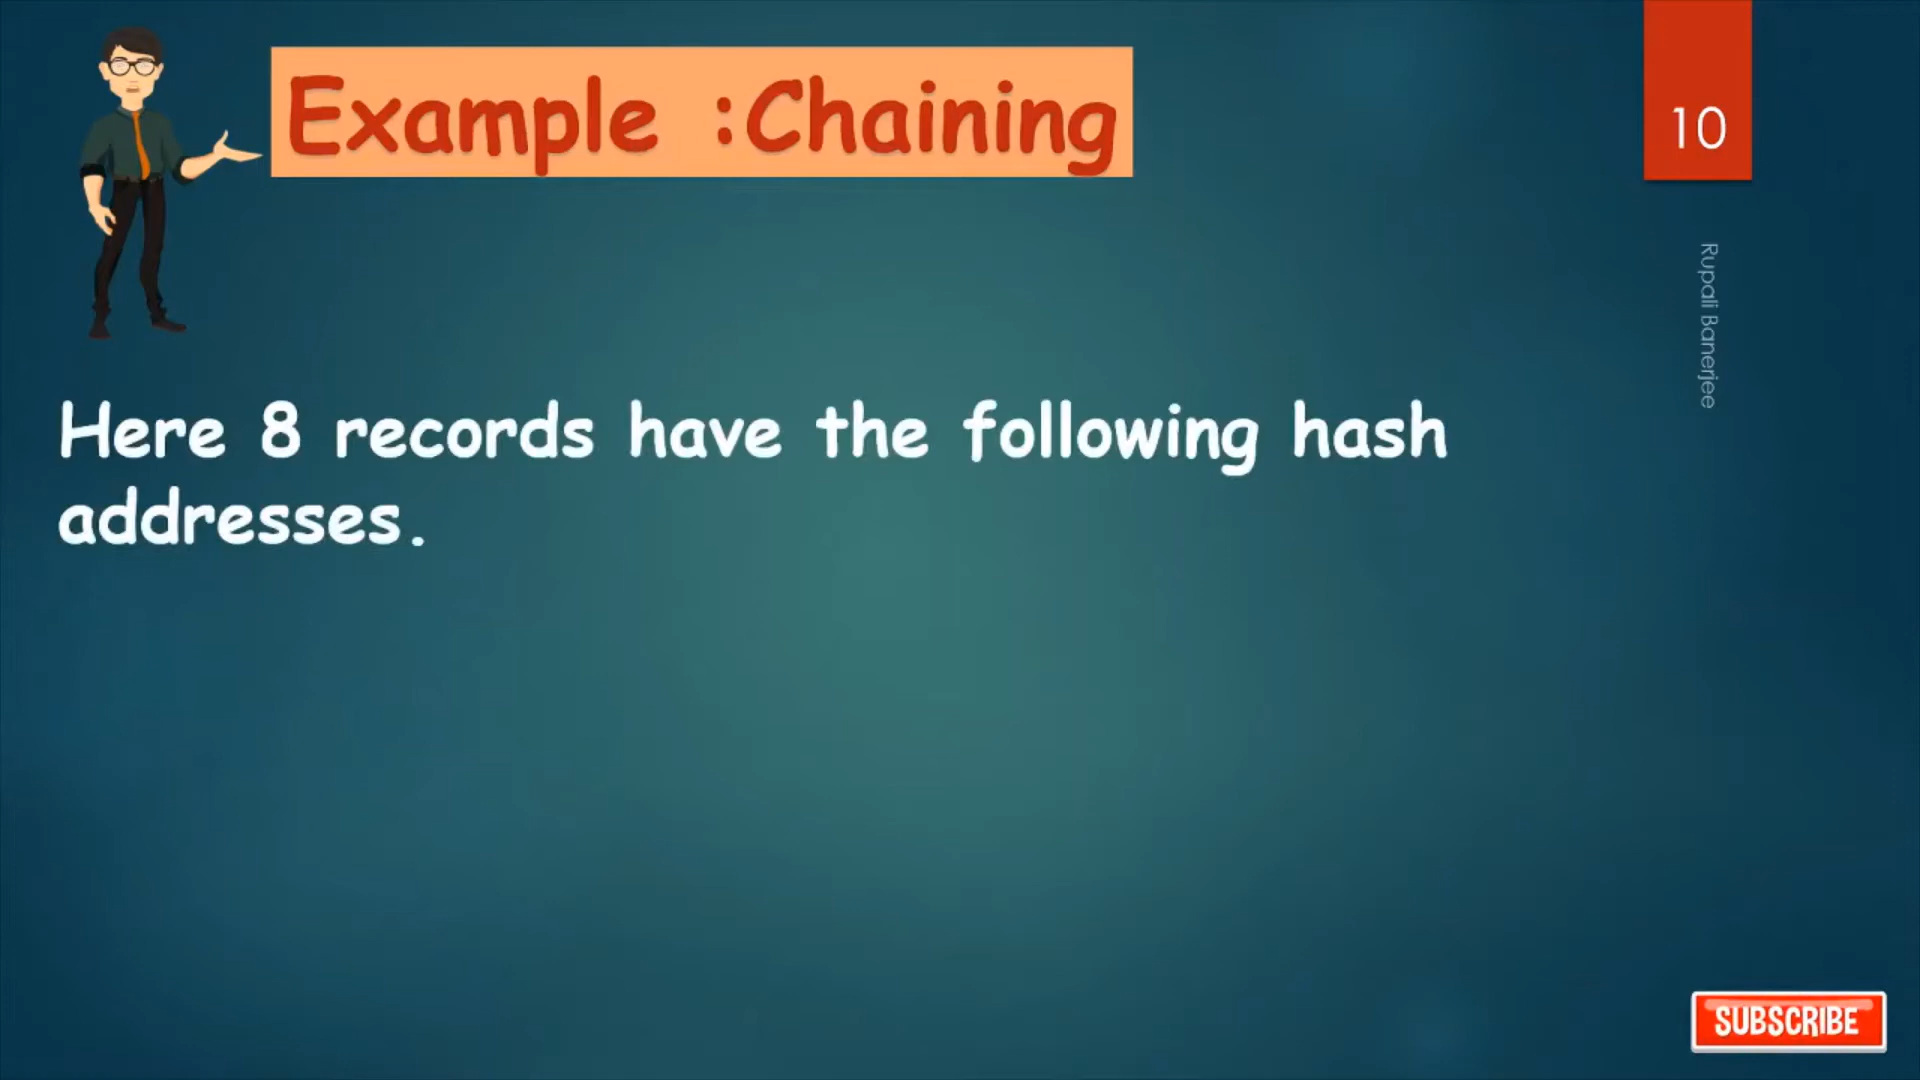 Example :Chaining
10
Rupali Banerjee
Here 8 records have the following hash
addresses.
SUBSCRIBE